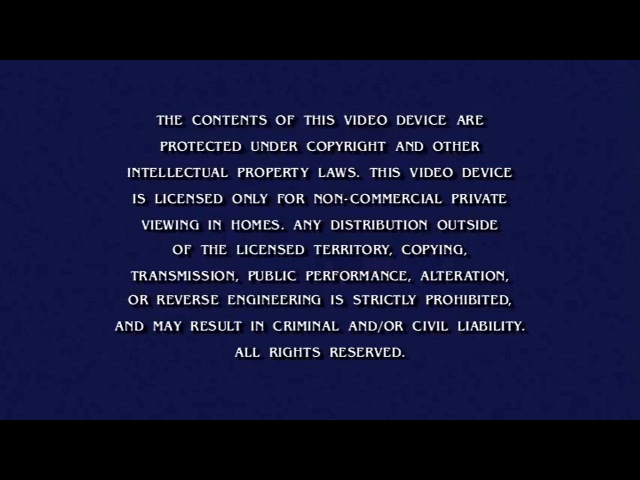 THE CONTENTS OF THIS VIDEO DEVICE ARE
PROTECTED UNDER COPYRIGHT AND OTHER
INTELLECTUAL PROPERTY LAWS. THIS VIDEO DEVICE
IS LICENSED ONLY FOR NON-COMMERCIAL PRIVATE
VIEWING IN HOMES. ANY DISTRIBUTION OUTSIDE
OF THE LICENSED TERRITORY, COPYING,
TRANSMISSION, PUBLIC PERFORMANCE, ALTERATION,
OR REVERSE ENGINEERING IS STRICTLY PROHIBITED,
AND MAY RESULT IN CRIMINAL AND/OR CIVIL LIABILITY.
ALL RIGHTS RESERVED.